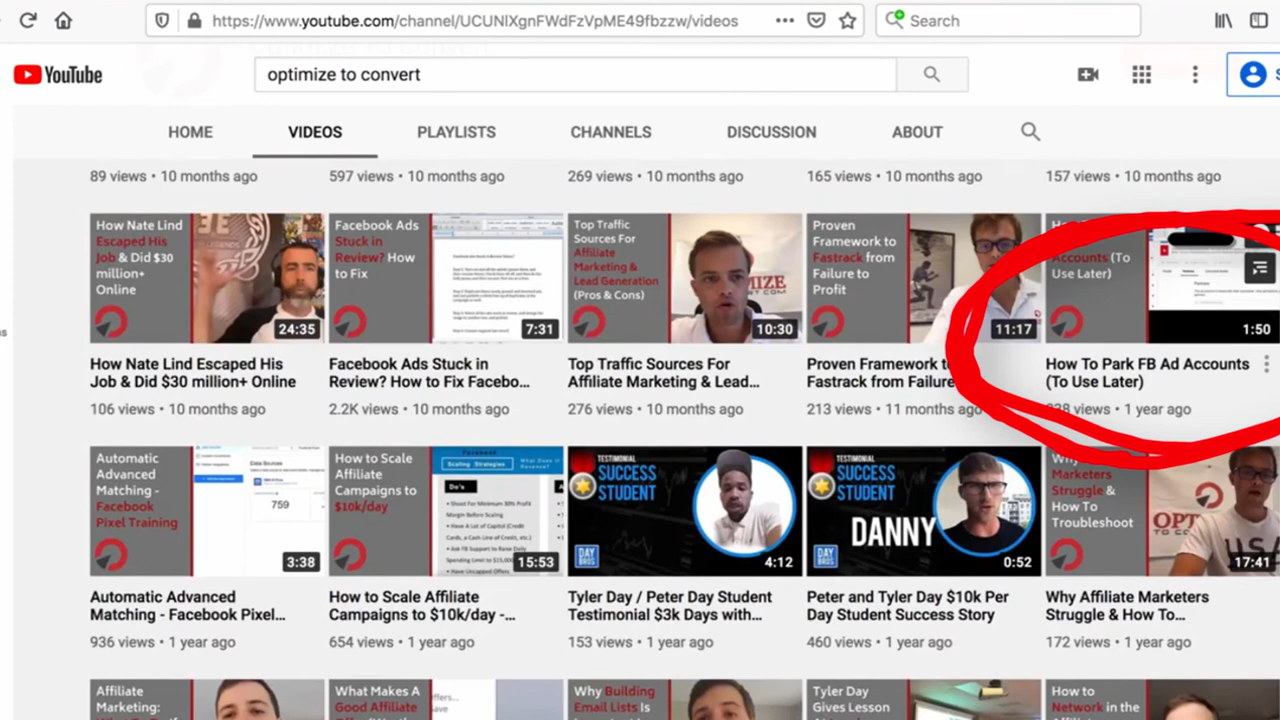 https://www.youtube.com/channel/UCUNIXgnFWdFzVpME49fbzzw/videos
Search
YouTube
optimize to convert
HOME
VIDEOS
PLAYLISTS
CHANNELS
DISCUSSION
ABOUT
89 views • 10 months ago
597 views • 10 months ago
269 views • 10 months ago
165 views • 10 months ago
157 views • 10 months ago
How Nate Lind
Escaped His
Job & Did $30
million+
Online
24:35
Facebook Ads
Stuck in
Review? How
to Fix
7:31
Top Traffic
Sources For
Affiliate
Marketing &
Lead Generation
(Pros & Cons)
10:30
Proven
Framework to
Fastrack from
Failure to
Profit
11:17
Accounts (To
Use Later)
1:50
How Nate Lind Escaped His
Job & Did $30 million+ Online
Facebook Ads Stuck in
Review? How to Fix Facebo...
Top Traffic Sources For
Affiliate Marketing & Lead...
Proven Framework
Fastrack from Failure
How To Park FB Ad Accounts
(To Use Later)
106 views • 10 months ago
2.2K views • 10 months ago
276 views • 10 months ago
213 views • 11 months ago
views • 1 year ago
Automatic
Advanced
Matching -
Facebook
Pixel Training
759
3:38
How to Scale
Affiliate
Campaigns to
$10k/day
Scaling Strategies
Do's
15:53
TESTIMONIAL
SUCCESS
STUDENT
DAY
BROS
4:12
TESTIMONIAL
SUCCESS
STUDENT
DANNY
DAY
BROS
0:52
Why
Marketers
Struggle &
How To
Troubleshoot
17:41
Automatic Advanced
Matching - Facebook Pixel...
How to Scale Affiliate
Campaigns to $10k/day -...
Tyler Day / Peter Day Student
Testimonial $3k Days with...
Peter and Tyler Day $10k Per
Day Student Success Story
Why Affiliate Marketers
Struggle & How To...
936 views • 1 year ago
654 views • 1 year ago
153 views • 1 year ago
460 views • 1 year ago
172 views • 1 year ago
Affiliate
Marketing:
What Makes A
Good Affiliate
Why Building
Email Lists Is
Tyler Day
Gives Lesson
How to
Network in the